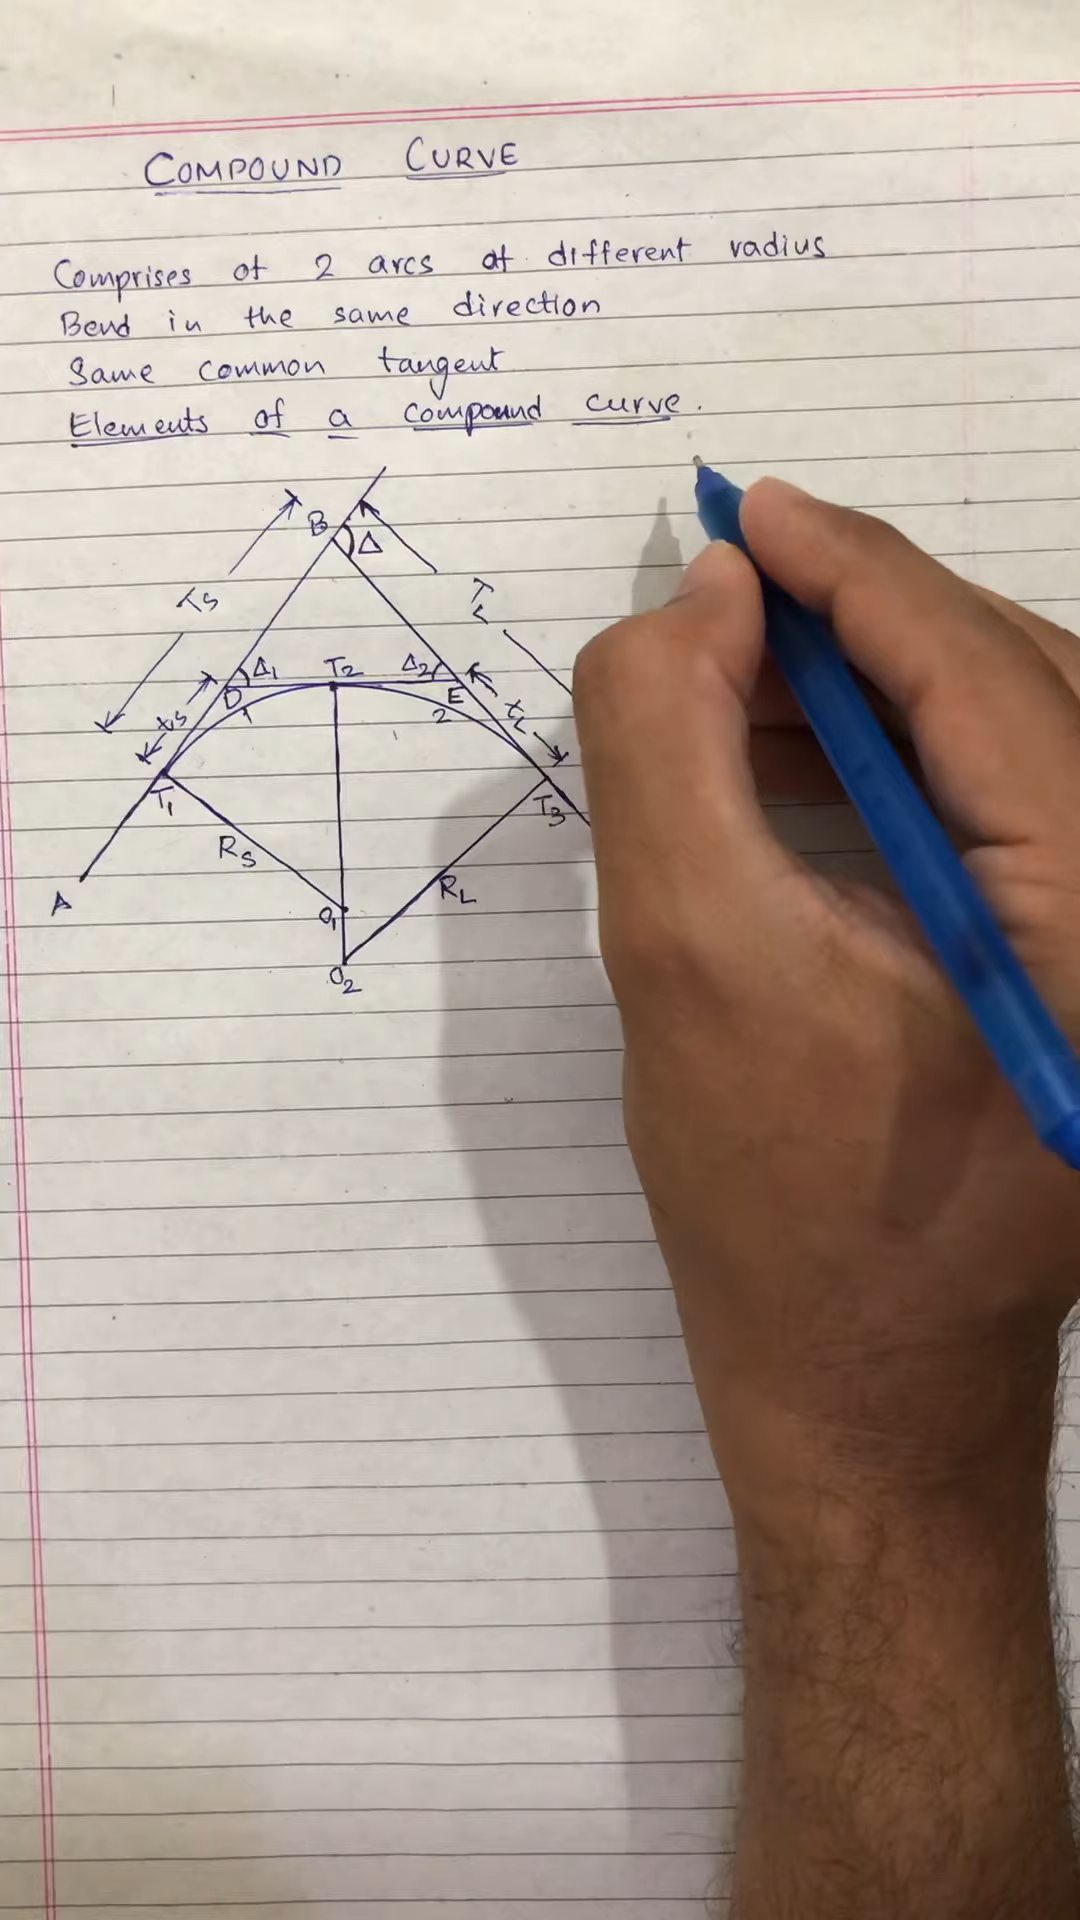 COMPOUND CURVE
Comprises of 2 arcs of different radius
Bend in the same direction
Same common tangent
Elements of a compound curve.
B
Δ
TS
TL
Δ1
T2
Δ2
D
E
tS
1
2
tL
T1
T3
RS
RL
A
O1
O2